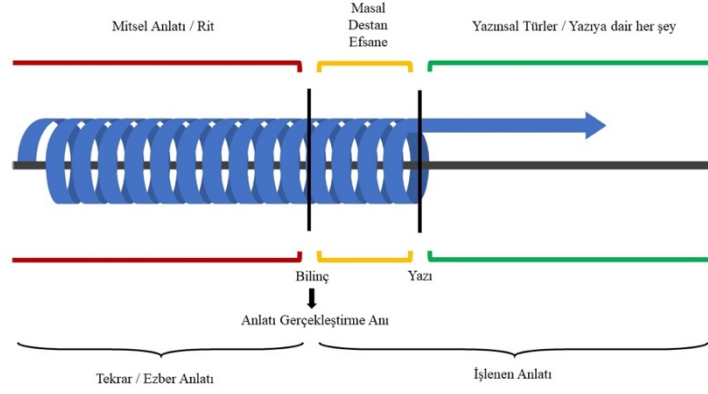 Mitsel Anlatı / Rit
Masal
Destan
Efsane
Yazınsal Türler / Yazıya dair her şey
Bilinç
Yazı
Anlatı Gerçekleştirme Anı
Tekrar / Ezber Anlatı
İşlenen Anlatı